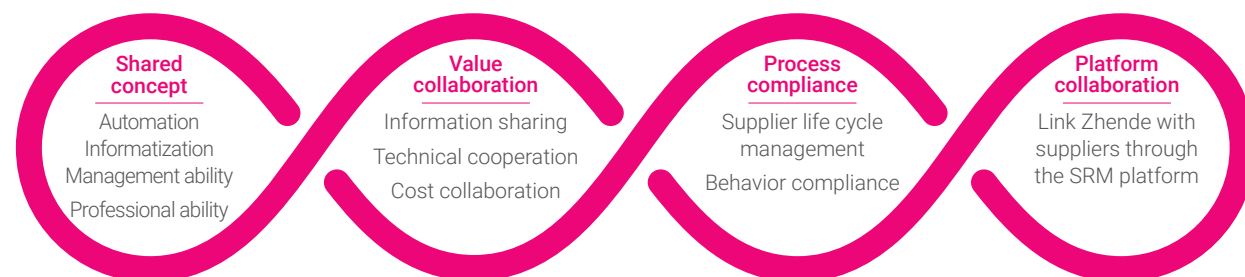 Shared
concept
Automation
Informatization
Management ability
Professional ability
Value
collaboration
Information sharing
Technical cooperation
Cost collaboration
Process
compliance
Supplier life cycle
management
Behavior compliance
Platform
collaboration
Link Zhende with
suppliers through
the SRM platform